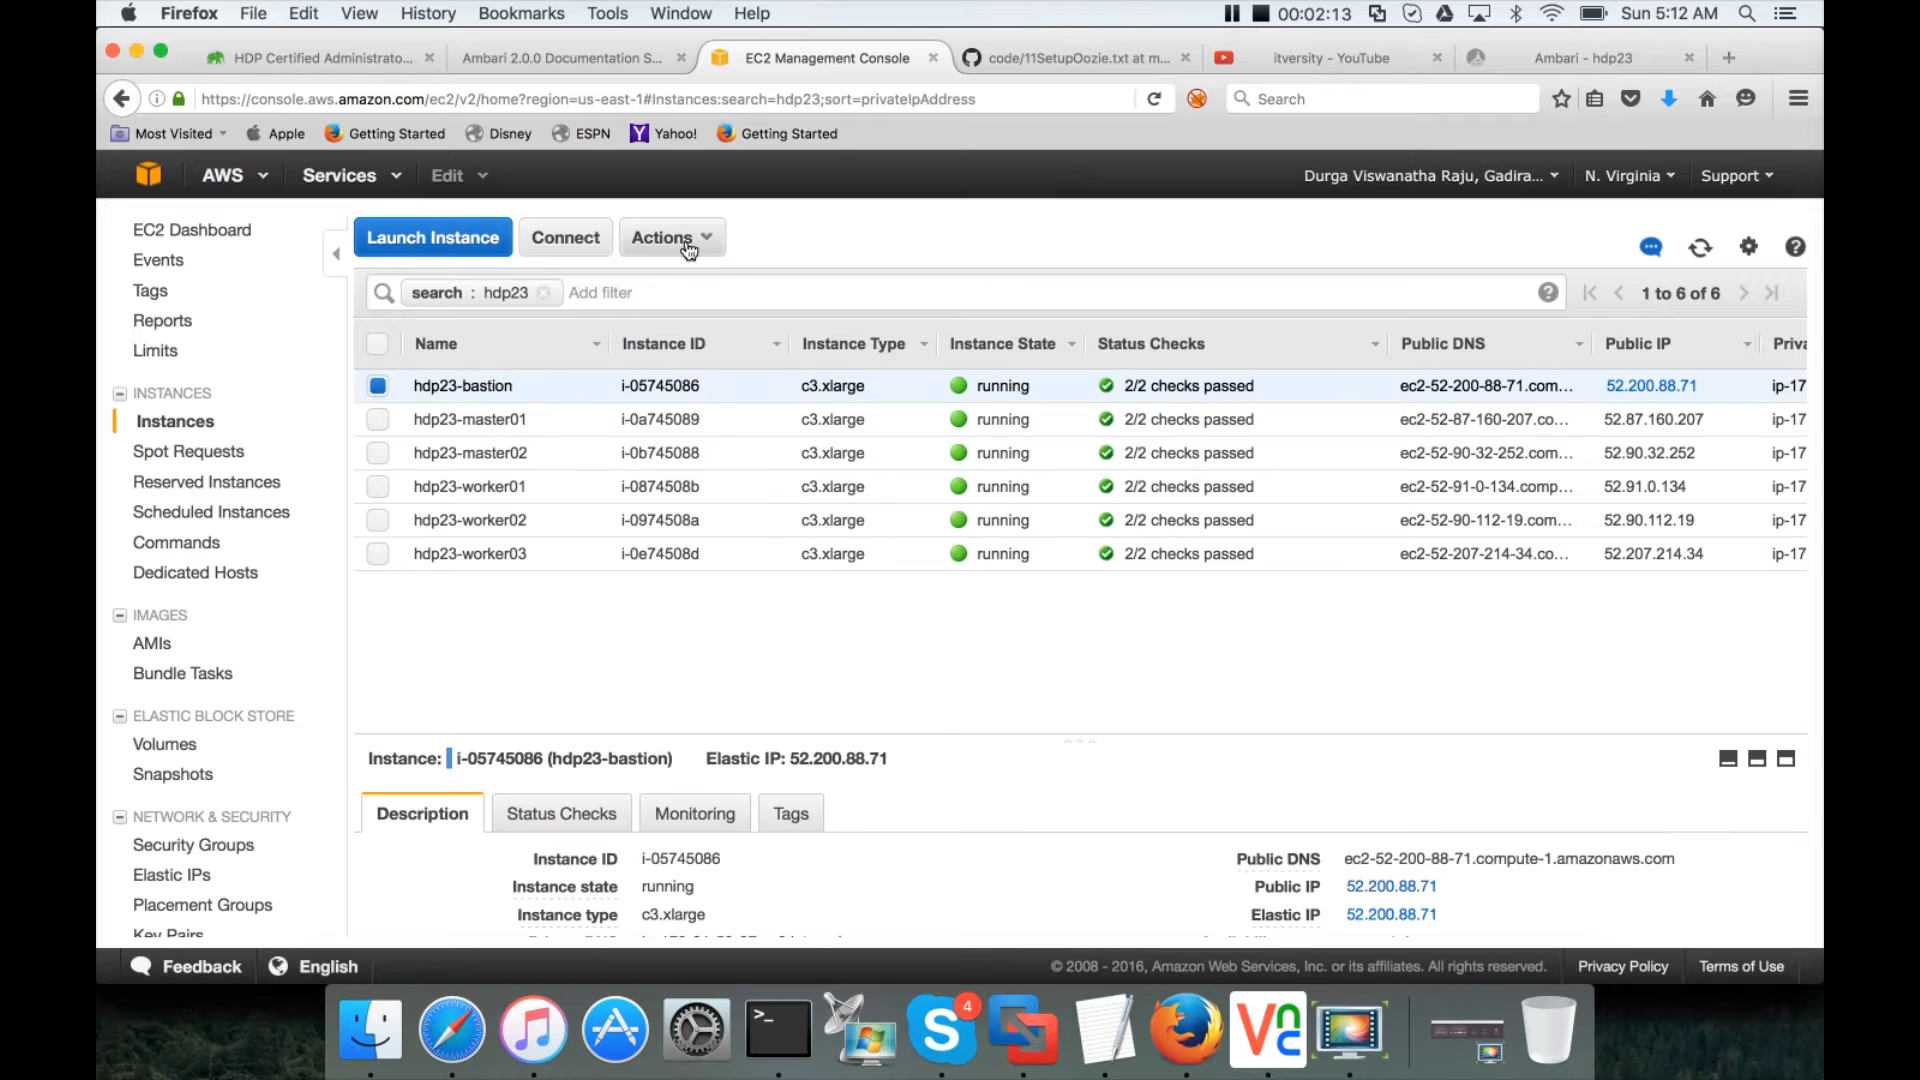 Firefox File Edit View History Bookmarks Tools Window Help 00:02:13 Sun 5:12 AM
HDP Certified Administrato... Ambari 2.0.0 Documentation S... EC2 Management Console code/11SetupOozie.txt at m... itversity - YouTube Ambari - hdp23
https://console.aws.amazon.com/ec2/v2/home?region=us-east-1#Instances:search=hdp23;sort=privateIpAddress Search
Most Visited Apple Getting Started Disney ESPN Yahoo! Getting Started
AWS Services Edit Durga Viswanatha Raju, Gadira... N. Virginia Support
EC2 Dashboard
Events
Tags
Reports
Limits
INSTANCES
Instances
Spot Requests
Reserved Instances
Scheduled Instances
Commands
Dedicated Hosts
IMAGES
AMIs
Bundle Tasks
ELASTIC BLOCK STORE
Volumes
Snapshots
NETWORK & SECURITY
Security Groups
Elastic IPs
Placement Groups
Key Pairs
Launch Instance Connect Actions
search : hdp23 Add filter 1 to 6 of 6
Name Instance ID Instance Type Instance State Status Checks Public DNS Public IP Priva
hdp23-bastion i-05745086 c3.xlarge running 2/2 checks passed ec2-52-200-88-71.com... 52.200.88.71 ip-17
hdp23-master01 i-0a745089 c3.xlarge running 2/2 checks passed ec2-52-87-160-207.co... 52.87.160.207 ip-17
hdp23-master02 i-0b745088 c3.xlarge running 2/2 checks passed ec2-52-90-32-252.com... 52.90.32.252 ip-17
hdp23-worker01 i-0874508b c3.xlarge running 2/2 checks passed ec2-52-91-0-134.comp... 52.91.0.134 ip-17
hdp23-worker02 i-0974508a c3.xlarge running 2/2 checks passed ec2-52-90-112-19.com... 52.90.112.19 ip-17
hdp23-worker03 i-0e74508d c3.xlarge running 2/2 checks passed ec2-52-207-214-34.co... 52.207.214.34 ip-17
Instance: i-05745086 (hdp23-bastion) Elastic IP: 52.200.88.71
Description Status Checks Monitoring Tags
Instance ID i-05745086 Public DNS ec2-52-200-88-71.compute-1.amazonaws.com
Instance state running Public IP 52.200.88.71
Instance type c3.xlarge Elastic IP 52.200.88.71
Feedback English © 2008 - 2016, Amazon Web Services, Inc. or its affiliates. All rights reserved. Privacy Policy Terms of Use
>_ S 4 VNC